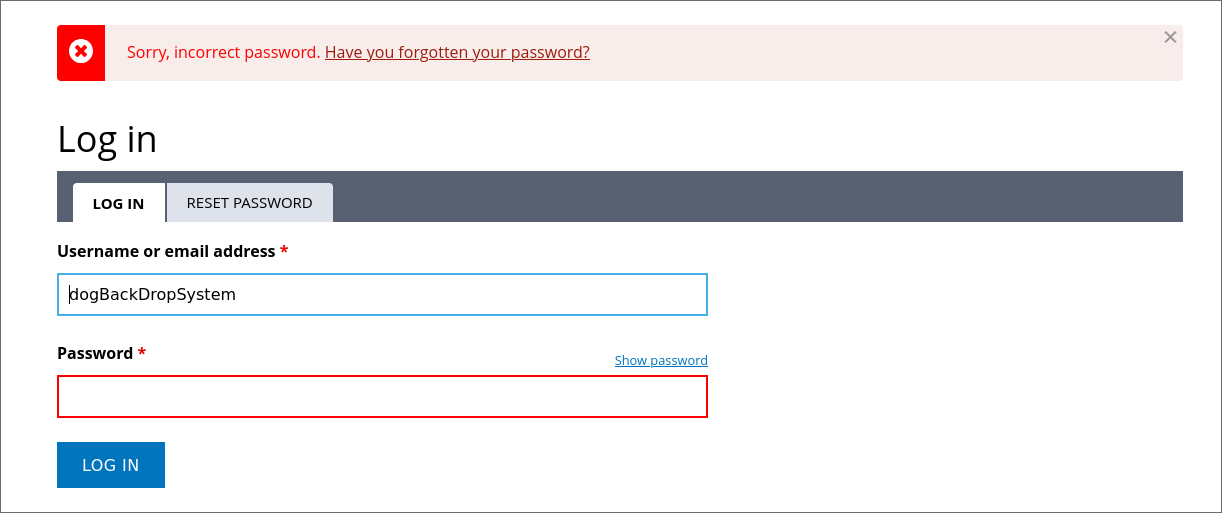 Sorry, incorrect password. Have you forgotten your password?
Log in
LOG IN RESET PASSWORD
Username or email address *
dogBackDropSystem
Password * Show password
LOG IN